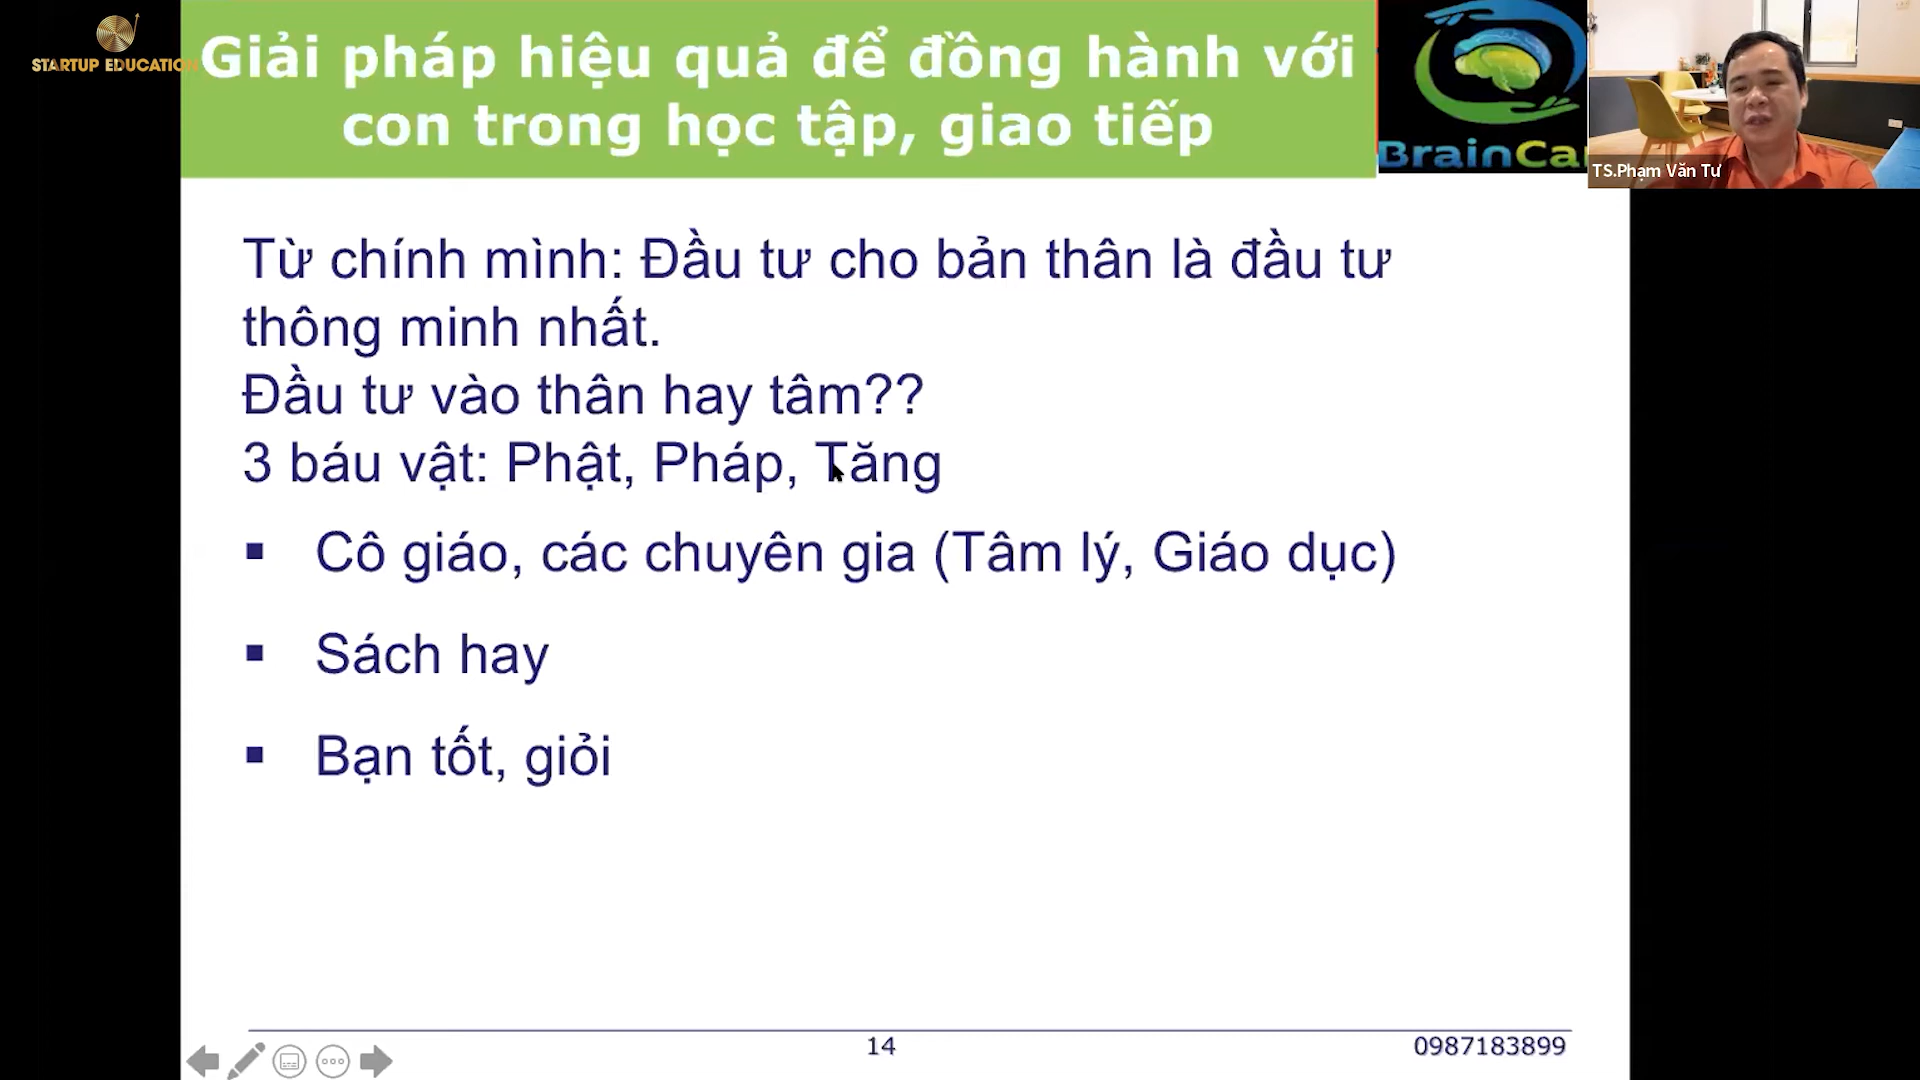 STARTUP EDUCATION
Giải pháp hiệu quả để đồng hành với
con trong học tập, giao tiếp
BrainCa
TS.Phạm Văn Tư
Từ chính mình: Đầu tư cho bản thân là đầu tư
thông minh nhất.
Đầu tư vào thân hay tâm??
3 báu vật: Phật, Pháp, Tăng
▪ Cô giáo, các chuyên gia (Tâm lý, Giáo dục)
▪ Sách hay
▪ Bạn tốt, giỏi
14
0987183899